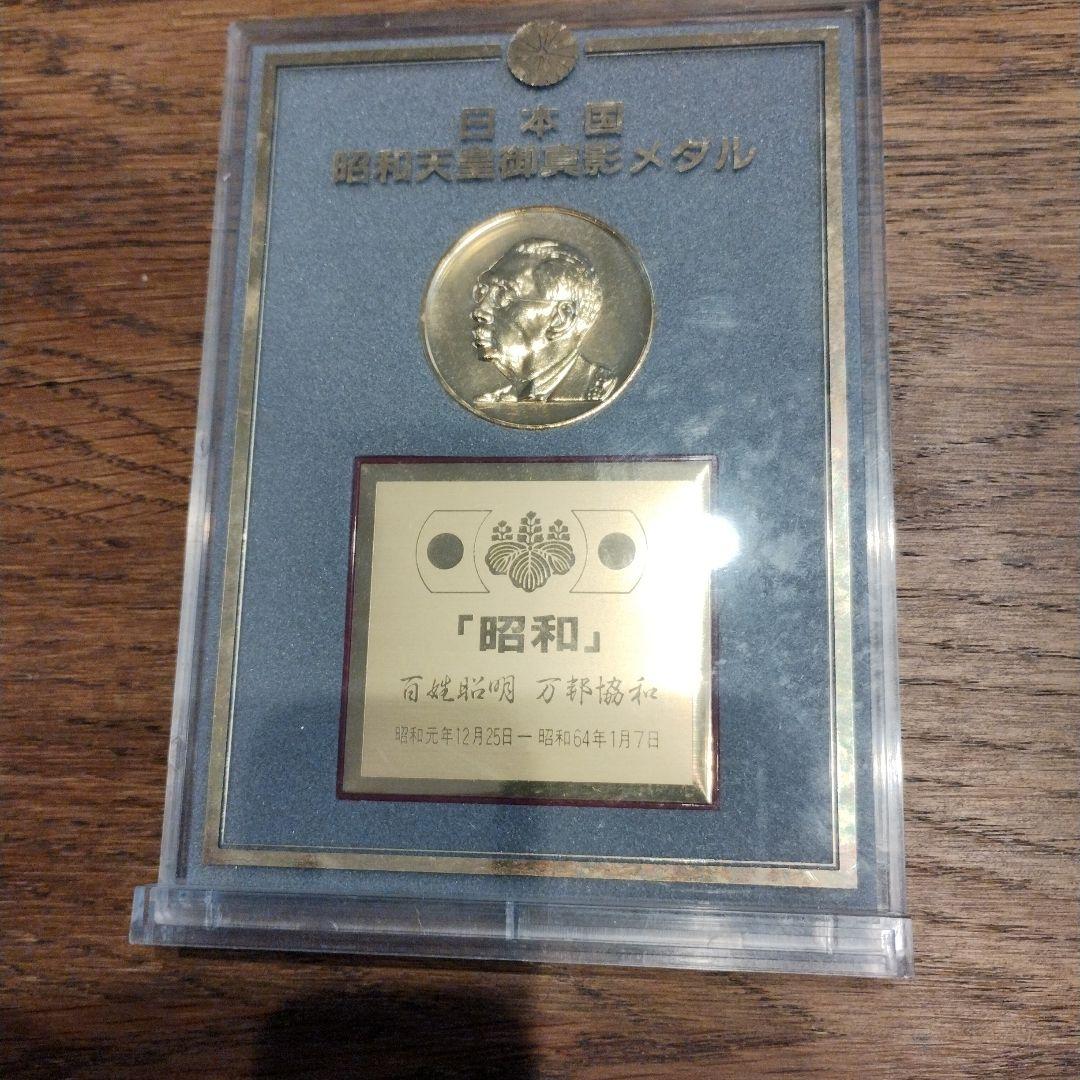 日本国
昭和天皇御真影メダル
「昭和」
百姓昭明 万邦協和
昭和元年12月25日―昭和64年1月7日